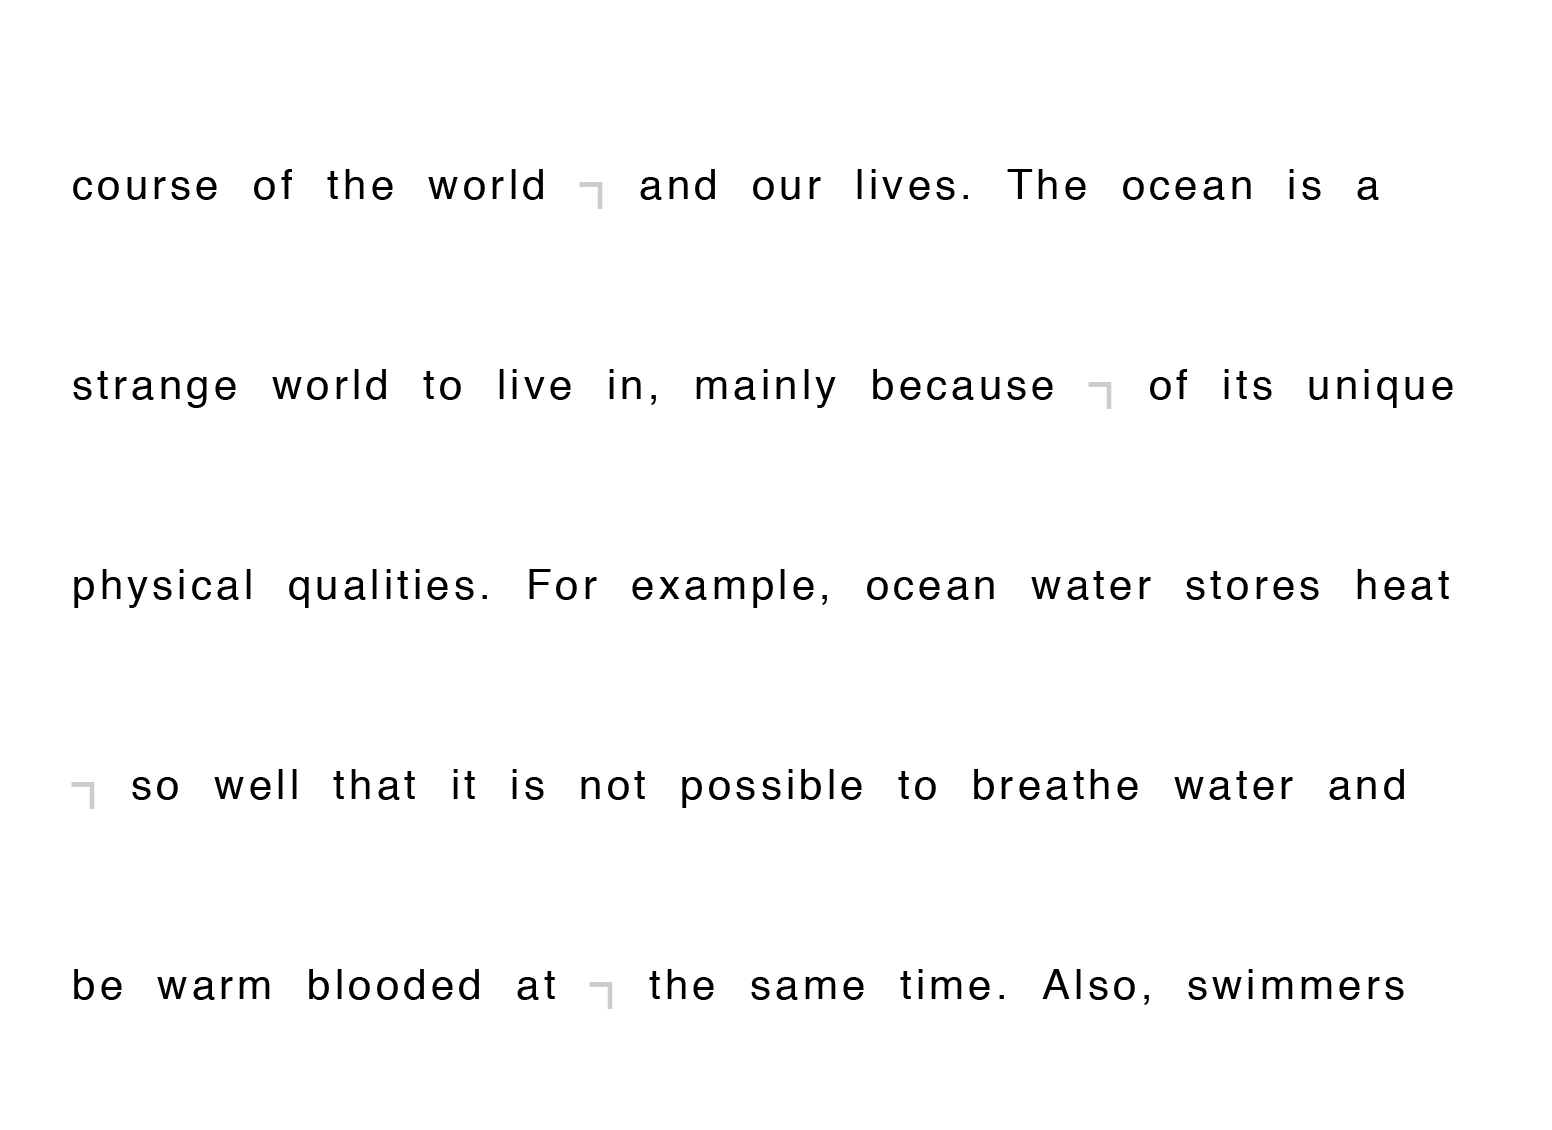 course of the world ¬ and our lives. The ocean is a
strange world to live in, mainly because ¬ of its unique
physical qualities. For example, ocean water stores heat
¬ so well that it is not possible to breathe water and
be warm blooded at ¬ the same time. Also, swimmers